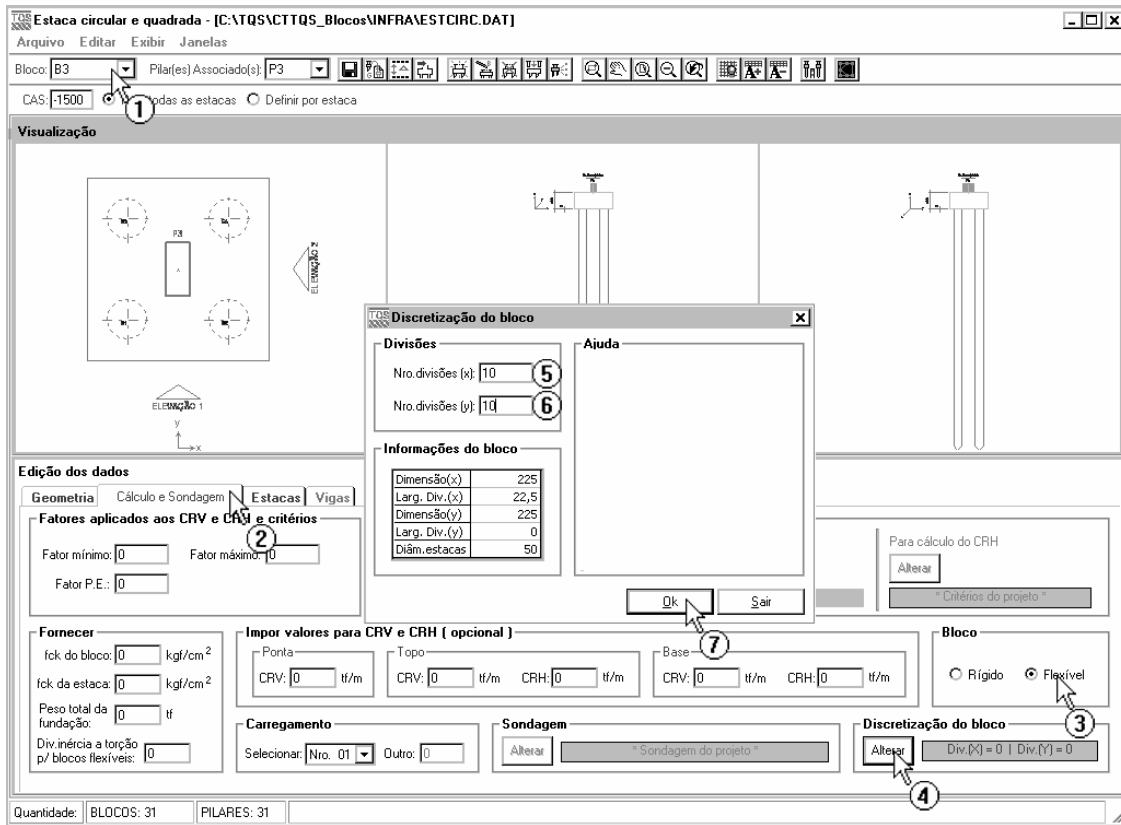 Estaca circular e quadrada - [C:\TQS\CTTQS_Blocos\INFRA\ESTCIRC.DAT]
Arquivo Editar Exibir Janelas
Bloco: B3 Pilar(es) Associado(s): P3
CAS: -1500 todas as estacas Definir por estaca
1
Visualização
P3
ELEVAÇÃO 2
ELEVAÇÃO 1
y
x
TQS Discretização do bloco
Divisões
Nro.divisões (x): 10 5
Nro.divisões (y): 10 6
Ajuda
Informações do bloco
Dimensão(x) 225
Larg. Div.(x) 22,5
Dimensão(y) 225
Larg. Div.(y) 0
Diâm.estacas 50
Ok Sair
7
Edição dos dados
Geometria Cálculo e Sondagem Estacas Vigas
2
Fatores aplicados aos CRV e CRH e critérios
Fator mínimo: 0 Fator máximo: 0
Fator P.E.: 0
Para cálculo do CRH
Alterar
* Critérios do projeto *
Fornecer
fck do bloco: 0 kgf/cm2
fck da estaca: 0 kgf/cm2
Peso total da fundação: 0 tf
Div.inércia a torção p/ blocos flexíveis: 0
Impor valores para CRV e CRH ( opcional )
Ponta
CRV: 0 tf/m
Topo
CRV: 0 tf/m CRH: 0 tf/m
Base
CRV: 0 tf/m CRH: 0 tf/m
Bloco
Rígido Flexível
3
Carregamento
Selecionar: Nro. 01 Outro: 0
Sondagem
Alterar * Sondagem do projeto *
Discretização do bloco
Alterar Div.(X) = 0 | Div.(Y) = 0
4
Quantidade: BLOCOS: 31 PILARES: 31